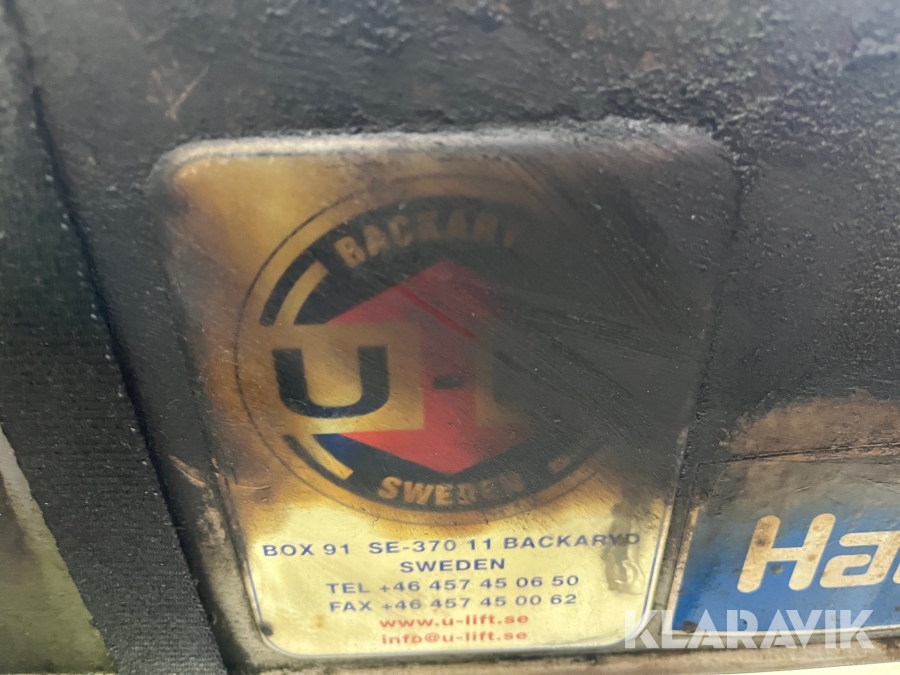 BACKARY
u-
SWEDEN
BOX 91 SE-370 11 BACKARYD
SWEDEN
TEL +46 457 45 06 50
FAX +46 457 45 00 62
www.u-lift.se
info@u-lift.se
Ha
KLARAVIK